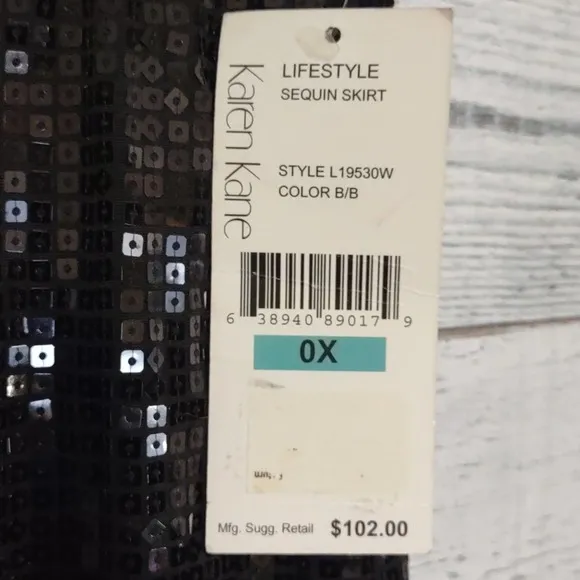 LIFESTYLE
SEQUIN SKIRT
Karen Kane
STYLE L19530W
COLOR B/B
6 38940 89017 9
0X
Mfg. Sugg. Retail $102.00